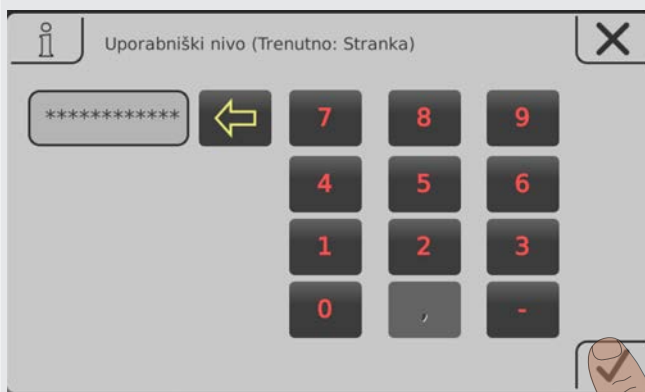 i
Uporabniški nivo (Trenutno: Stranka)
************
7 8 9
4 5 6
1 2 3
0 , -